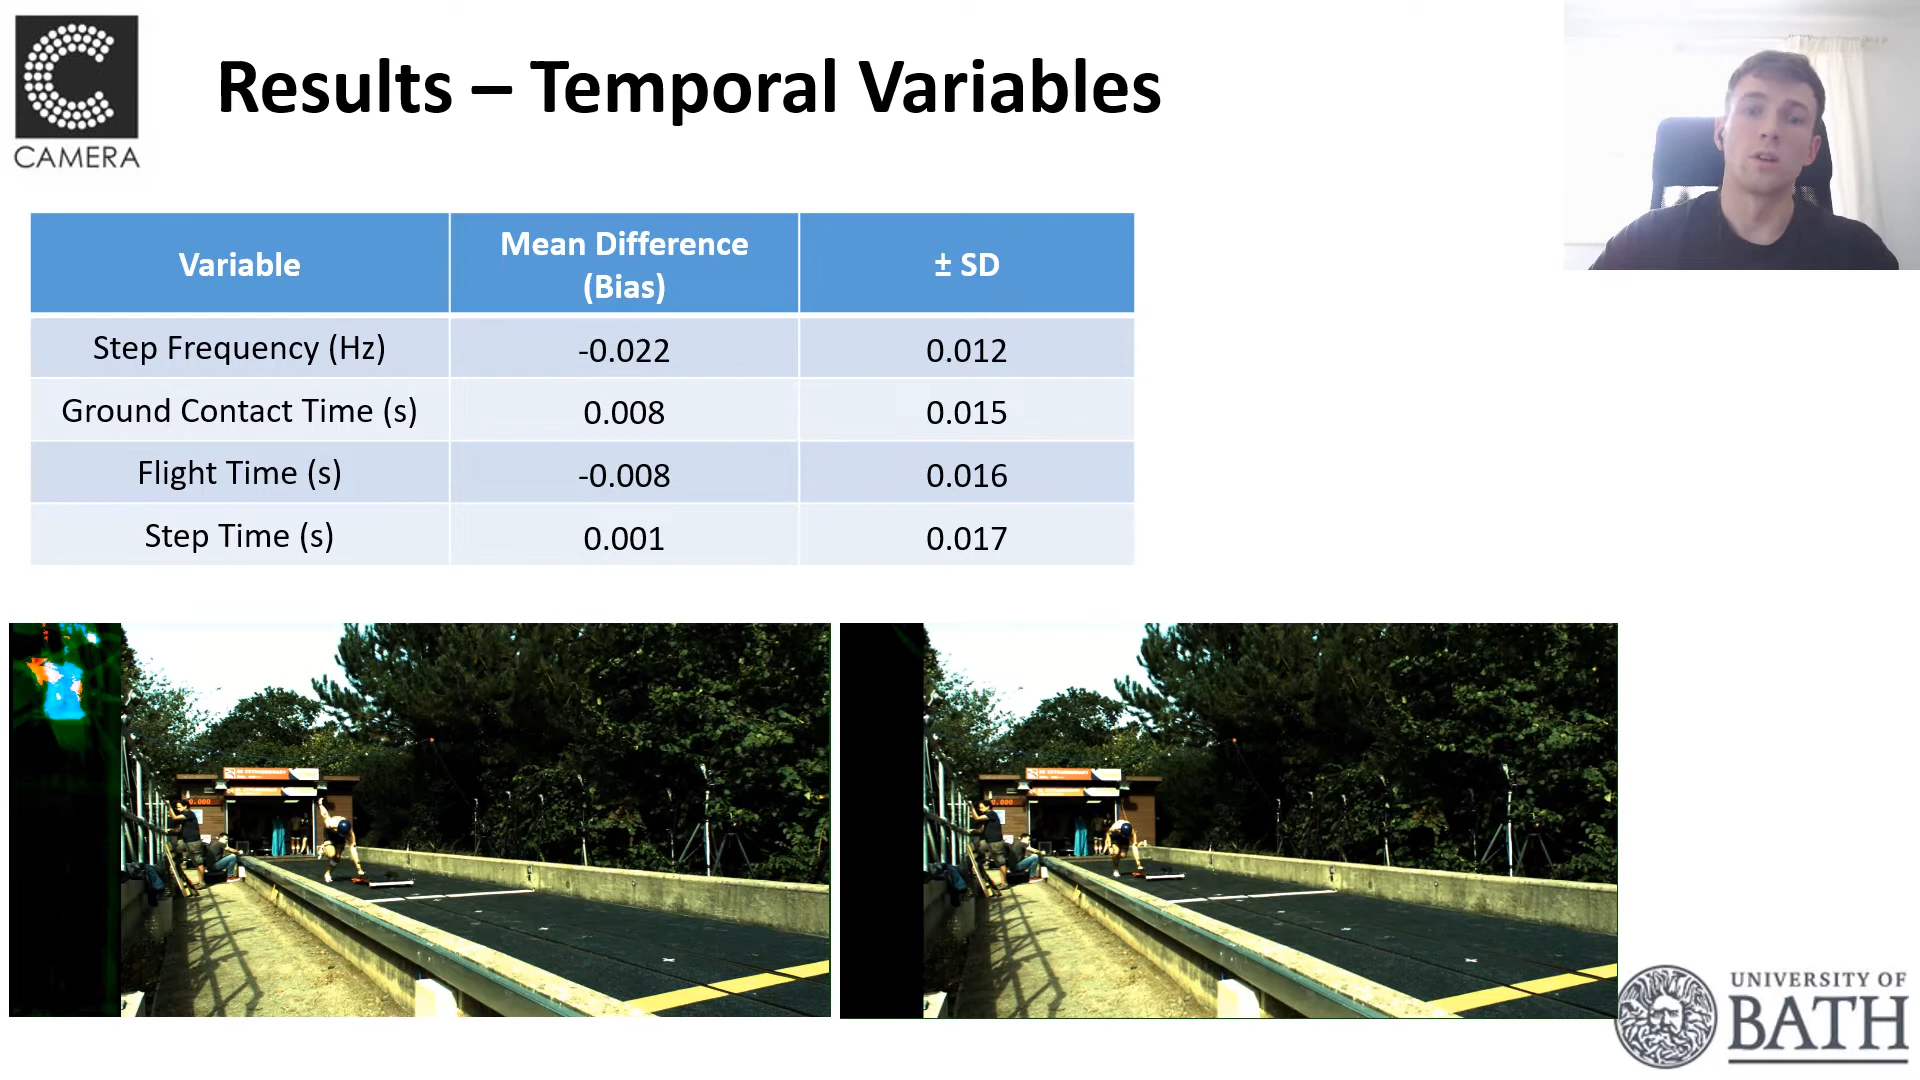 CAMERA
Results – Temporal Variables
Variable
Mean Difference
(Bias)
± SD
Step Frequency (Hz)
-0.022
0.012
Ground Contact Time (s)
0.008
0.015
Flight Time (s)
-0.008
0.016
Step Time (s)
0.001
0.017
UNIVERSITY OF
BATH